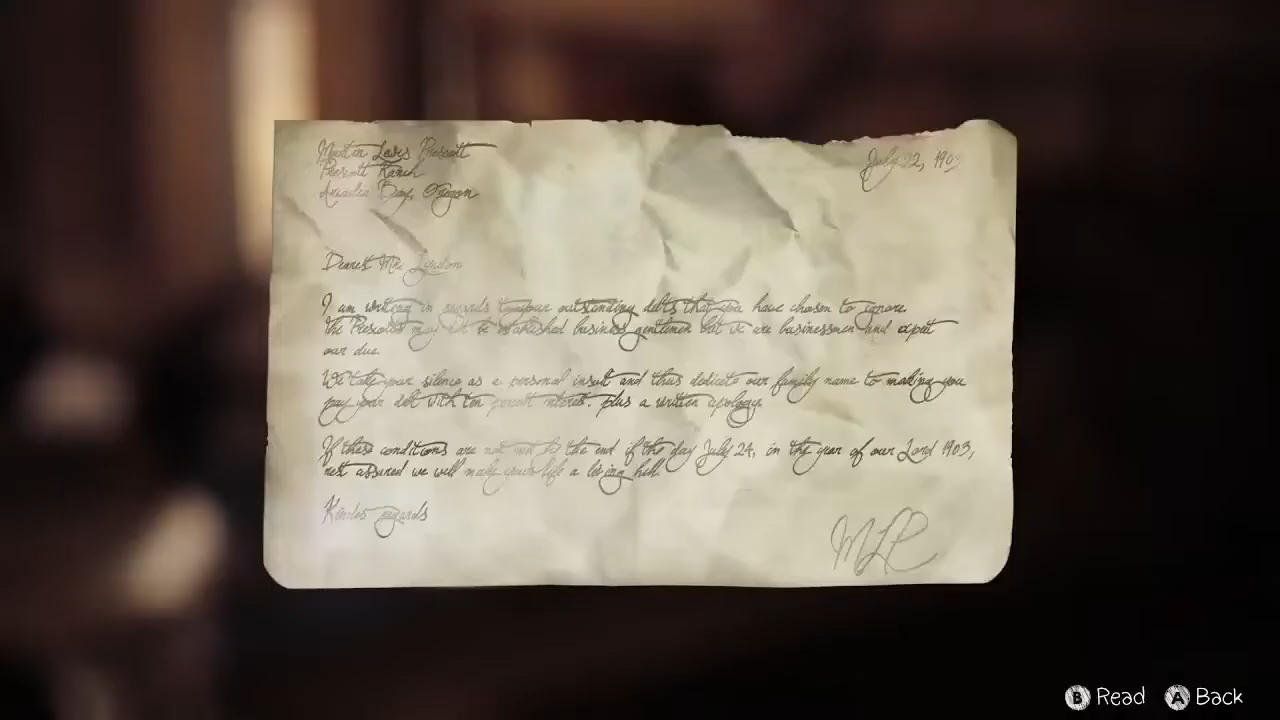 Martin Lewis Prescott
July 22, 1903
Prescott Ranch
Arcadia Bay, Oregon
Dearest Mr.
I am writing in regards to your outstanding debts that you have chosen to ignore.
The Prescotts may not be established business gentlemen but we are businessmen and expect
our due.
We take your silence as a personal insult and thus dedicate our family name to making you
pay your debt with ten percent interest, plus a written apology.
If these conditions are not met by the end if the day July 24, in the year of our Lord 1903,
rest assured we will make your life a living hell.
regards
MLP
B Read A Back